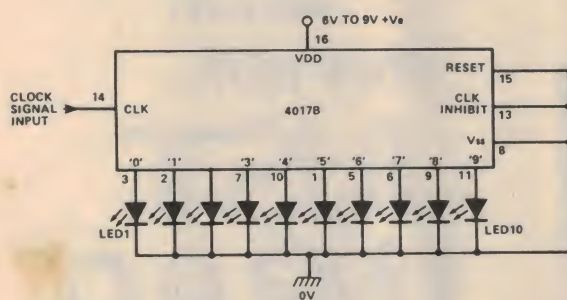 6V TO 9V +Ve
16
VDD
RESET
15
CLOCK
SIGNAL
INPUT
14
CLK
4017B
CLK
INHIBIT
13
Vss
8
'0' '1' '3' '4' '5' '6' '7' '8' '9'
3 2 7 10 1 5 6 9 11
LED1
LED10
0V